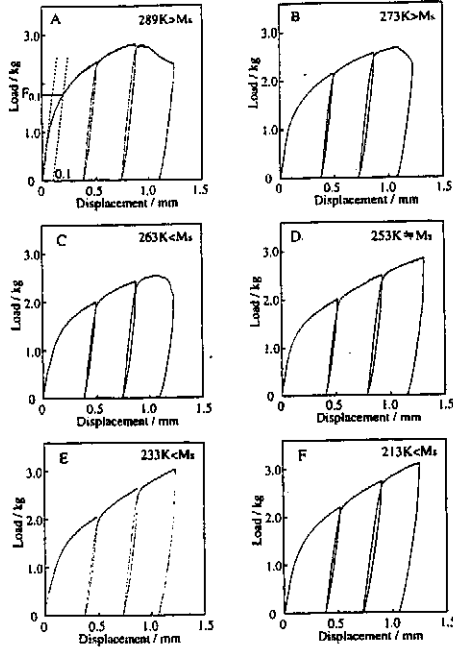 A 289K>Ms
Load / kg
3.0
2.0
F0.1
1.0
0
0.1
0 0.5 1.0 1.5
Displacement / mm
B 273K>Ms
Load / kg
3.0
2.0
1.0
0
0 0.5 1.0 1.5
Displacement / mm
C 263K<Ms
Load / kg
3.0
2.0
1.0
0
0 0.5 1.0 1.5
Displacement / mm
D 253K≒Ms
Load / kg
3.0
2.0
1.0
0
0 0.5 1.0 1.5
Displacement / mm
E 233K<Ms
Load / kg
3.0
2.0
1.0
0
0 0.5 1.0 1.5
Displacement / mm
F 213K<Ms
Load / kg
3.0
2.0
1.0
0
0 0.5 1.0 1.5
Displacement / mm